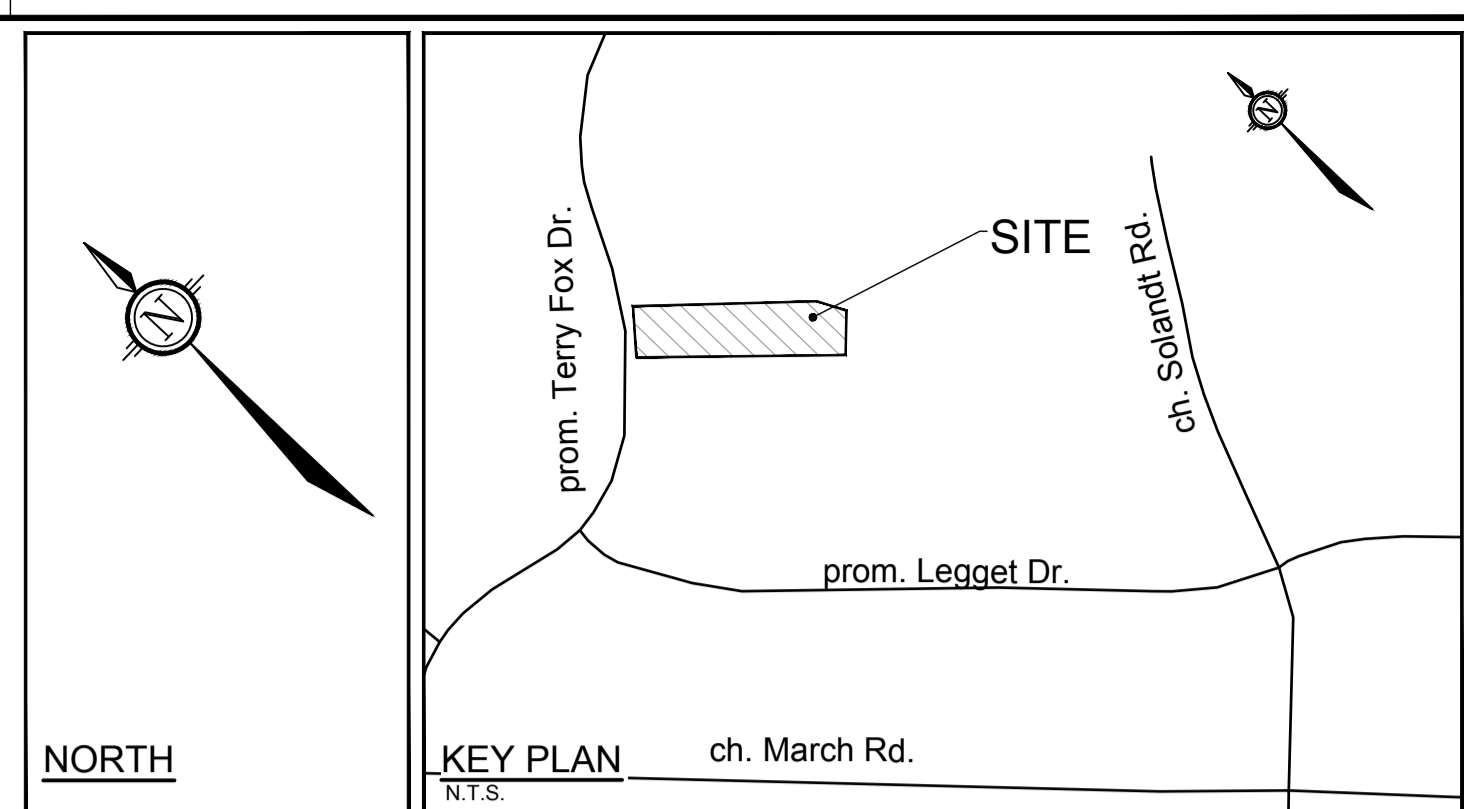 N
NORTH
N
SITE
prom. Terry Fox Dr.
ch. Solandt Rd.
prom. Legget Dr.
ch. March Rd.
KEY PLAN
N.T.S.